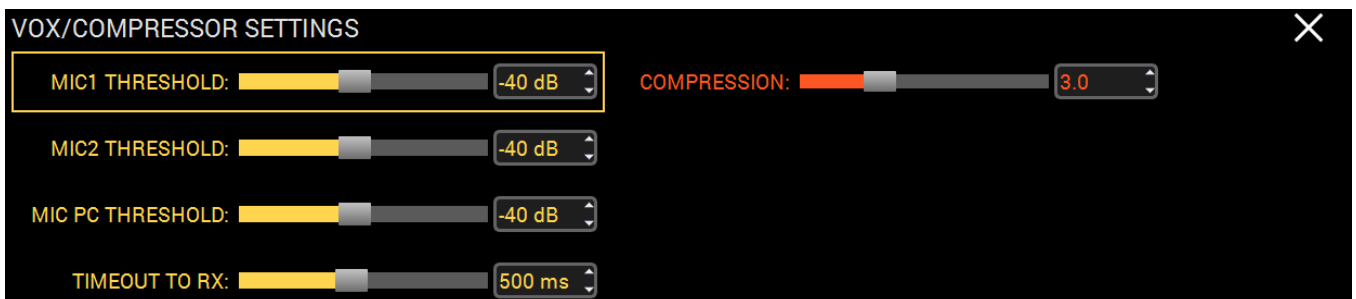 VOX/COMPRESSOR SETTINGS
MIC1 THRESHOLD: -40 dB
COMPRESSION: 3.0
MIC2 THRESHOLD: -40 dB
MIC PC THRESHOLD: -40 dB
TIMEOUT TO RX: 500 ms